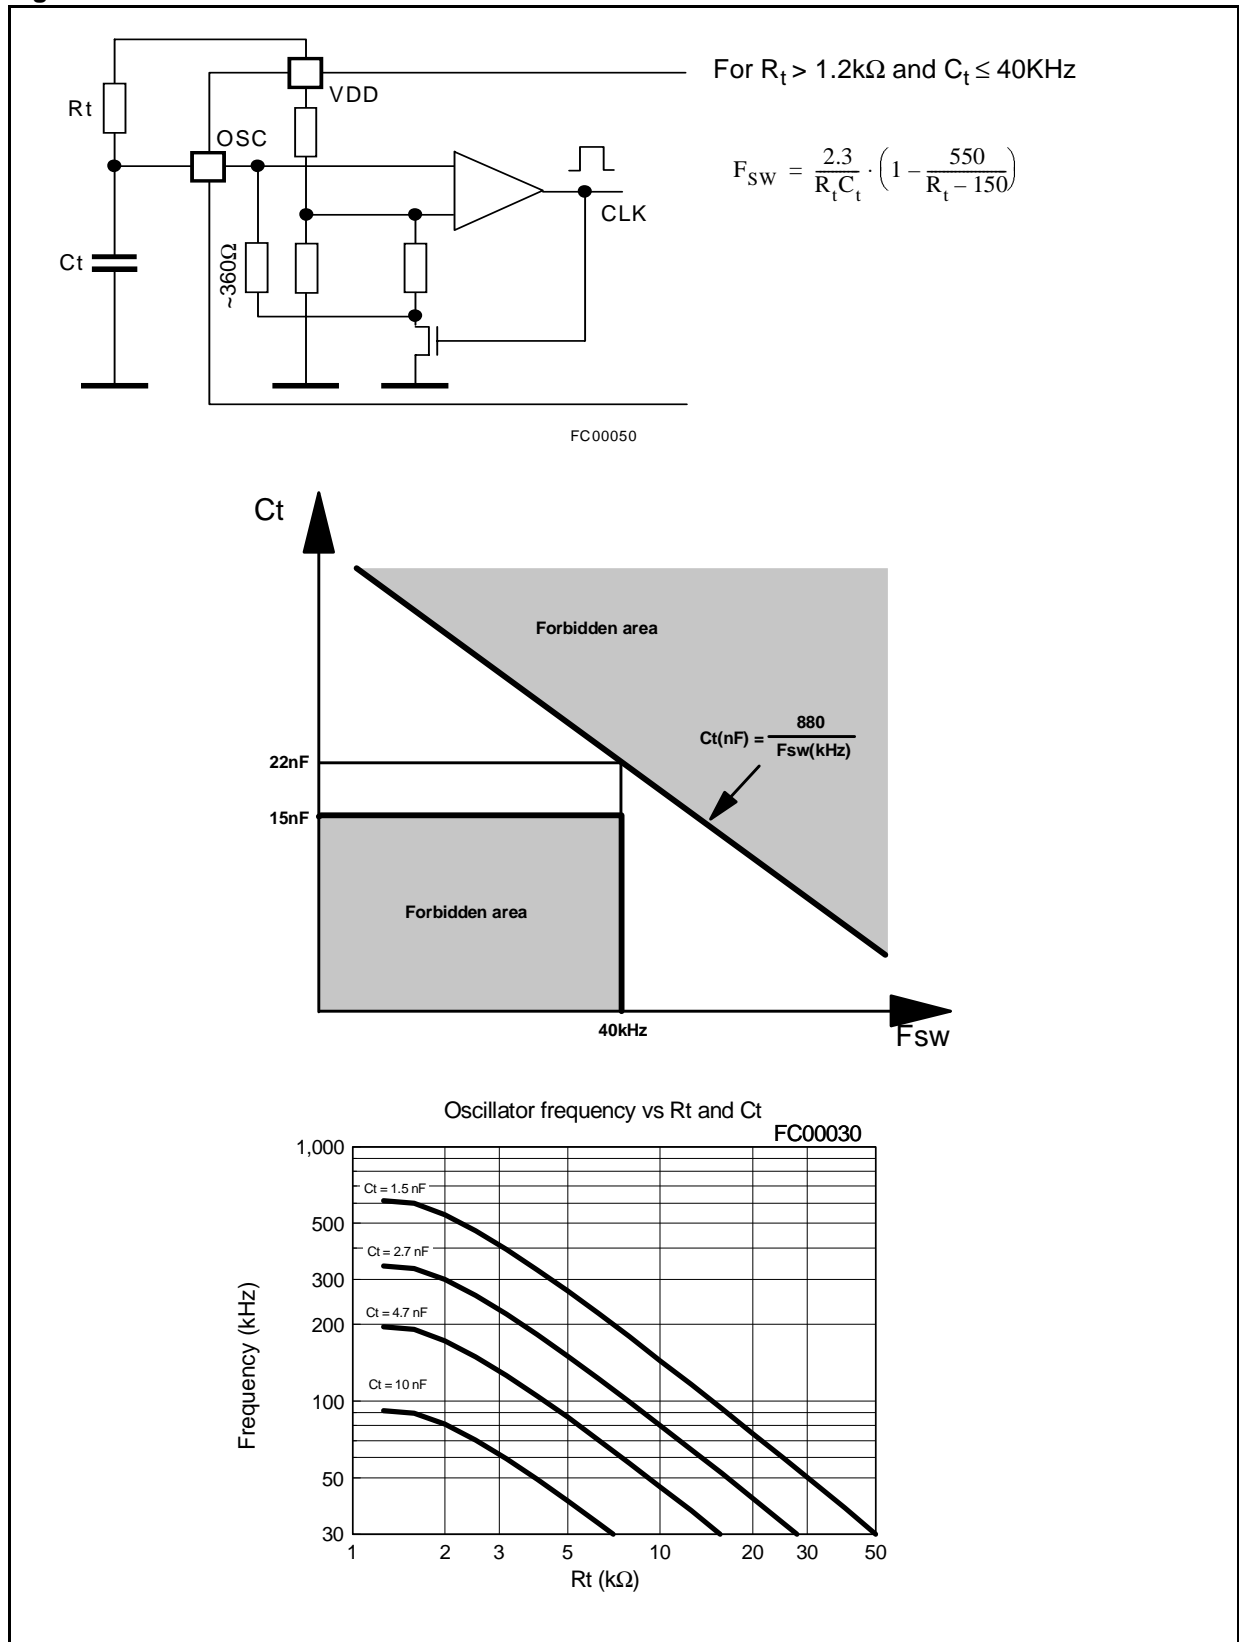 For Rt > 1.2kΩ and Ct ≤ 40KHz
VDD
Rt
OSC
FSW = 2.3 / RtCt · (1 − 550 / Rt − 150)
CLK
Ct
~360Ω
FC00050
Ct
Forbidden area
Ct(nF) = 880 / Fsw(kHz)
22nF
15nF
Forbidden area
40kHz
Fsw
Oscillator frequency vs Rt and Ct
FC00030
1,000
Ct = 1.5 nF
500
Ct = 2.7 nF
300
Ct = 4.7 nF
200
Ct = 10 nF
100
50
30
Frequency (kHz)
1 2 3 5 10 20 30 50
Rt (kΩ)